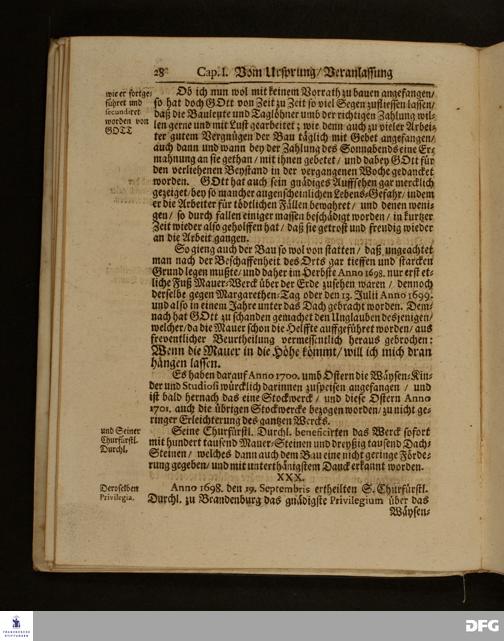 28 Cap. I. Vom Ursprung/ Veranlassung
wie er fortge-
führet und
secundiret
worden von
GOTT
Ob ich nun wol mit keinem Vorrath zu bauen angefangen/
so hat doch GOtt von Zeit zu Zeit so viel Segen zufliessen lassen/
daß die Bauleute und Taglöhner umb der richtigen Zahlung wil-
len gerne und mit Lust gearbeitet; wie denn auch zu vieler Arbei-
ter gutem Vergnügen der Bau täglich mit Gebet angefangen/
auch dann und wann bey der Zahlung des Sonnabends eine Er-
mahnung an sie gethan/ mit ihnen gebetet/ und dabey GOtt für
den verliehenen Beystand in der vergangenen Woche gedancket
worden. GOtt hat auch sein gnädiges Auffsehen gar mercklich
gezeiget/ bey so mancher augenscheinlichen Lebens-Gefahr/ indem
er die Arbeiter für tödtlichen Fällen bewahret/ und denen weni-
gen/ so durch fallen einiger massen beschädigt worden/ in kurtzer
Zeit wieder also geholffen hat/ daß sie getrost und freudig wieder
an die Arbeit gangen.
So gieng auch der Bau so wol von statten/ daß ungeachtet
man nach der Beschaffenheit des Orts gar tieffen und starcken
Grund legen mußte/ und daher im Herbste Anno 1698. nur erst et-
liche Fuß Mauer-Werck über der Erde zusehen waren/ dennoch
derselbe gegen Margarethen-Tag oder den 13. Julii Anno 1699.
und also in einem Jahre unter das Dach gebracht worden. Dem-
nach hat GOtt zu schanden gemachet den Unglauben desjenigen/
welcher/ da die Mauer schon die Helffte auffgeführet worden/ aus
freventlicher Beurtheilung vermessentlich heraus gebrochen:
Wenn die Mauer in die Höhe kömmt/ will ich mich dran
hängen lassen.
Es haben darauf Anno 1700. umb Ostern die Wäysen-Kin-
der und Studiosi würcklich darinnen zuspeisen angefangen/ und
ist bald hernach das eine Stockwerck/ und diese Ostern Anno
1701. auch die übrigen Stockwercke bezogen worden/ zu nicht ge-
ringer Erleichterung des gantzen Wercks.
und Seiner
Churfürstl.
Durchl.
Seine Churfürstl. Durchl. beneficirten das Werck sofort
mit hundert tausend Mauer-Steinen und dreyßig tausend Dach-
Steinen/ welches dann auch dem Bau eine nicht geringe Förde-
rung gegeben/ und mit unterthänigstem Danck erkannt worden.
XXX.
Derselben
Privilegia.
Anno 1698. den 19. Septembris ertheilten S. Churfürstl.
Durchl. zu Brandenburg das gnädigste Privilegium über das
Wäysen-
FRANCKESCHE
STIFTUNGEN
DFG